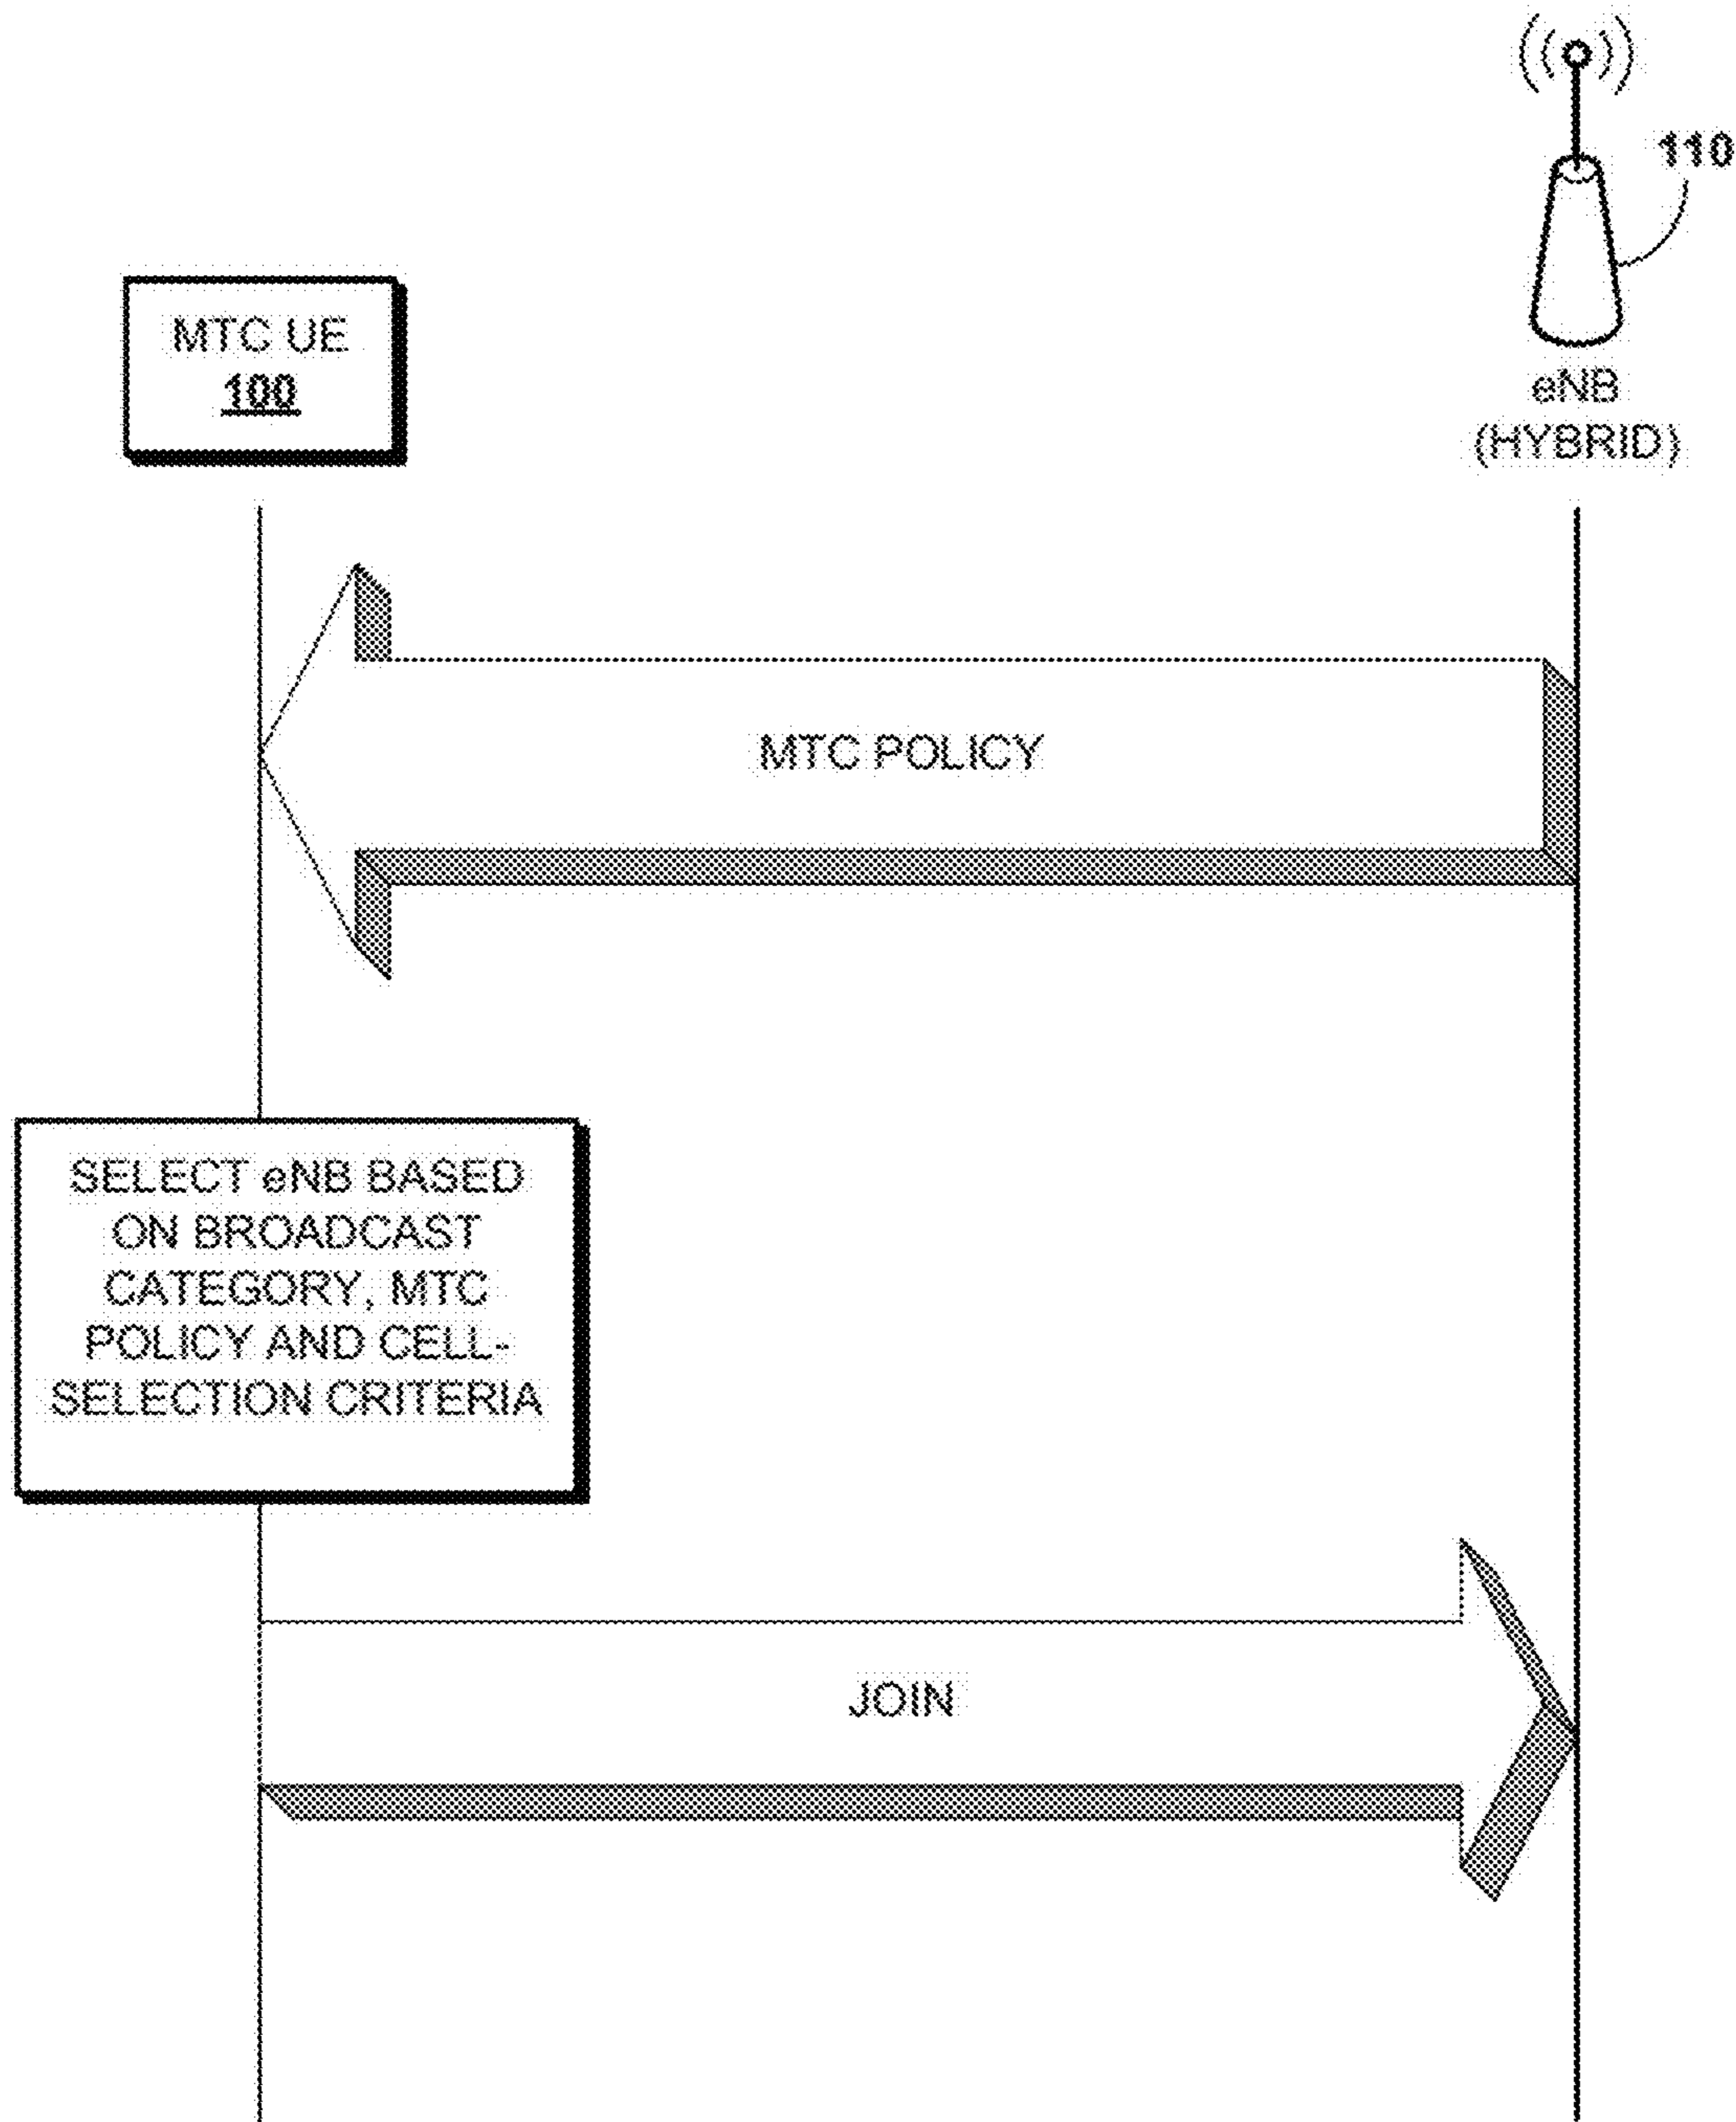 110
MTC UE
100
eNB
(HYBRID)
MTC POLICY
SELECT eNB BASED
ON BROADCAST
CATEGORY, MTC
POLICY AND CELL-
SELECTION CRITERIA
JOIN